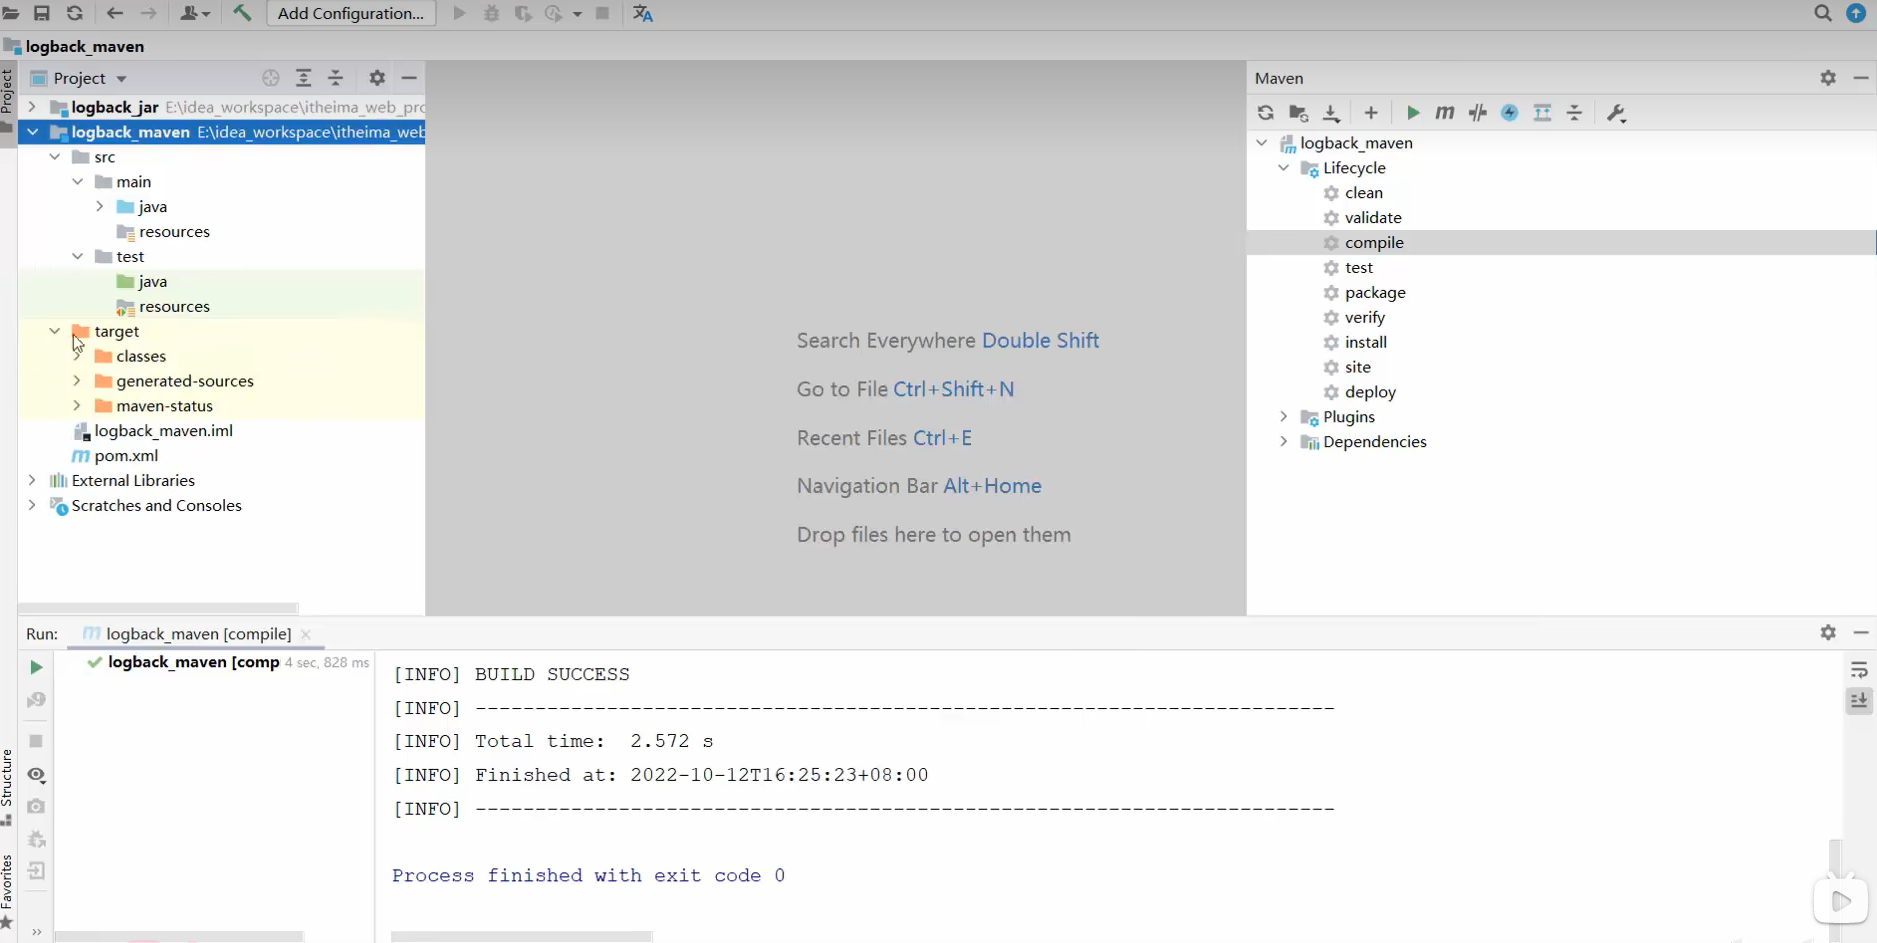 Add Configuration...
logback_maven
Project
Project
logback_jar E:\idea_workspace\itheima_web_pro
logback_maven E:\idea_workspace\itheima_web
src
main
java
resources
test
java
resources
target
classes
generated-sources
maven-status
logback_maven.iml
pom.xml
External Libraries
Scratches and Consoles
Search Everywhere Double Shift
Go to File Ctrl+Shift+N
Recent Files Ctrl+E
Navigation Bar Alt+Home
Drop files here to open them
Maven
logback_maven
Lifecycle
clean
validate
compile
test
package
verify
install
site
deploy
Plugins
Dependencies
Run: logback_maven [compile]
logback_maven [comp 4 sec, 828 ms
[INFO] BUILD SUCCESS
[INFO] ------------------------------------------------------------------------
[INFO] Total time:  2.572 s
[INFO] Finished at: 2022-10-12T16:25:23+08:00
[INFO] ------------------------------------------------------------------------
Process finished with exit code 0
Structure
Favorites